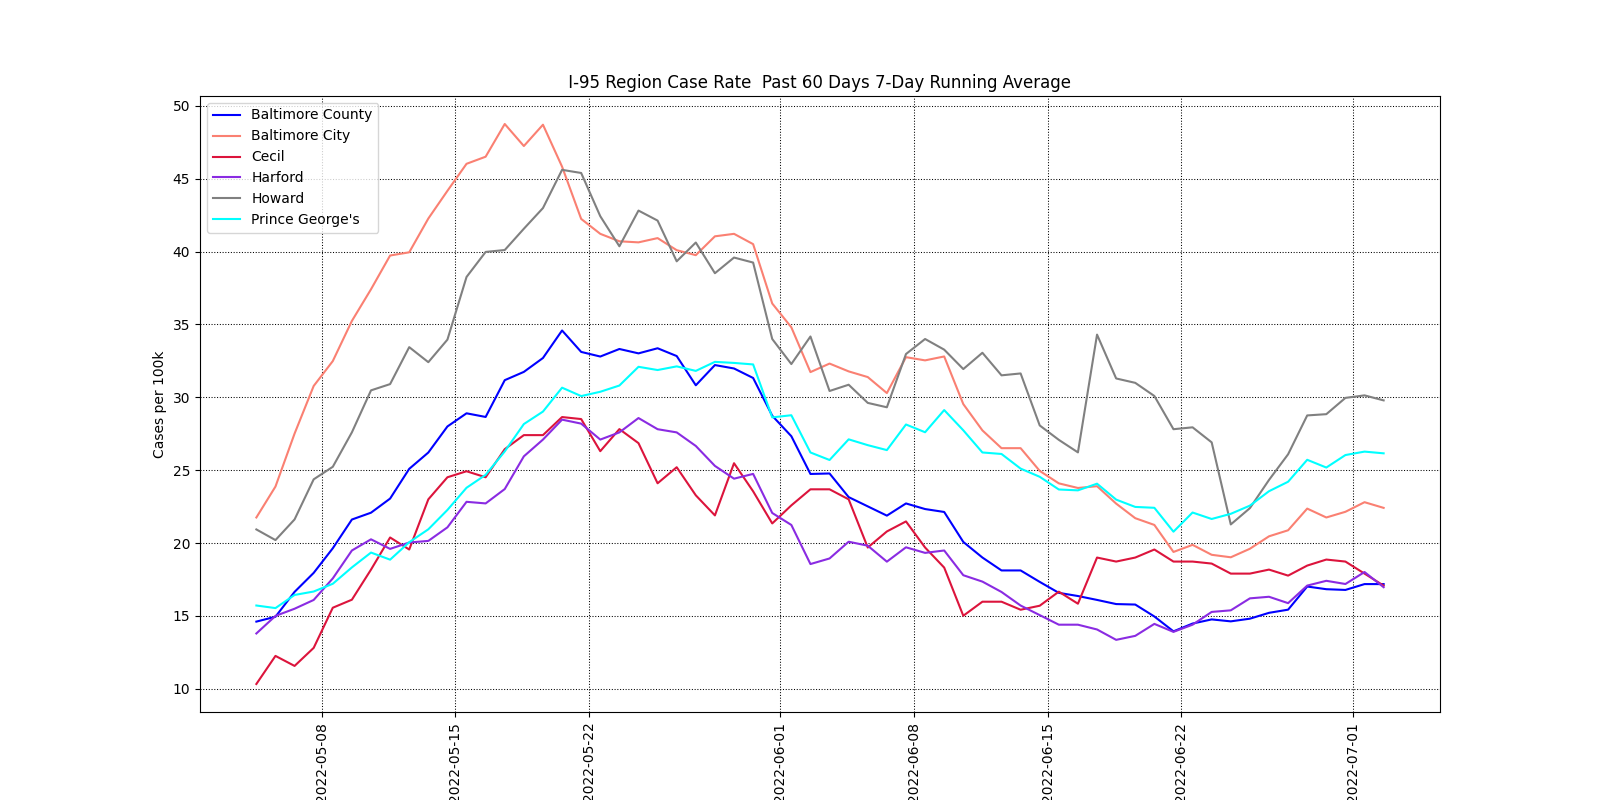 I-95 Region Case Rate  Past 60 Days 7-Day Running Average
Baltimore County
Baltimore City
Cecil
Harford
Howard
Prince George's
Cases per 100k
50
45
40
35
30
25
20
15
10
2022-05-08
2022-05-15
2022-05-22
2022-06-01
2022-06-08
2022-06-15
2022-06-22
2022-07-01